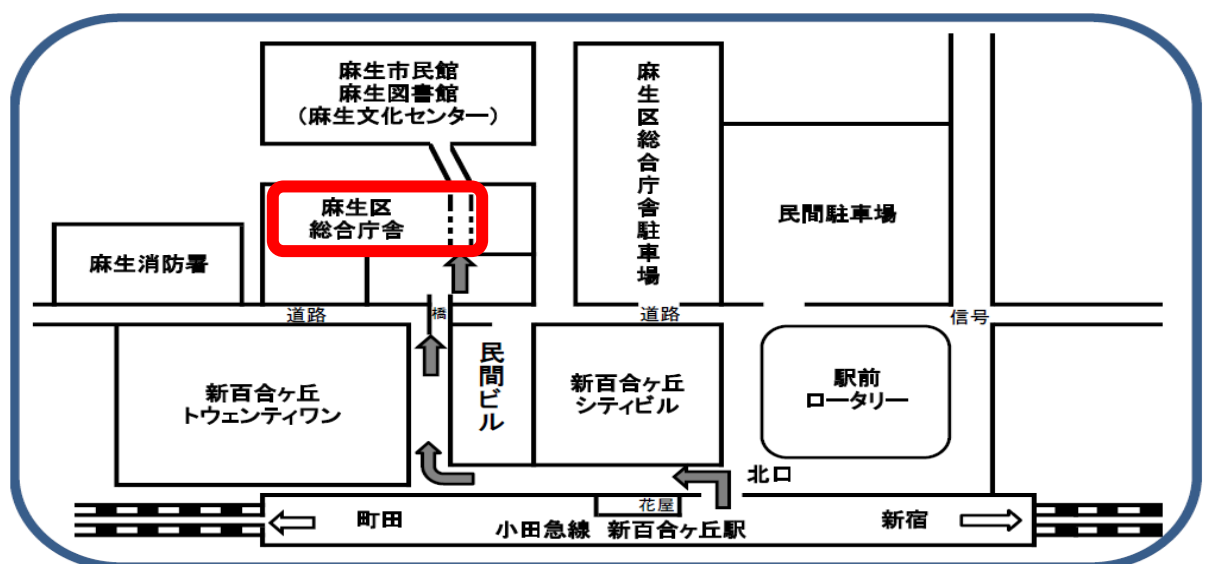 麻生市民館
麻生図書館
（麻生文化センター）
麻生区総合庁舎駐車場
民間駐車場
麻生区
総合庁舎
麻生消防署
道路
橋
道路
信号
新百合ヶ丘
トウェンティワン
民間ビル
新百合ヶ丘
シティビル
駅前
ロータリー
北口
花屋
町田
小田急線 新百合ヶ丘駅
新宿